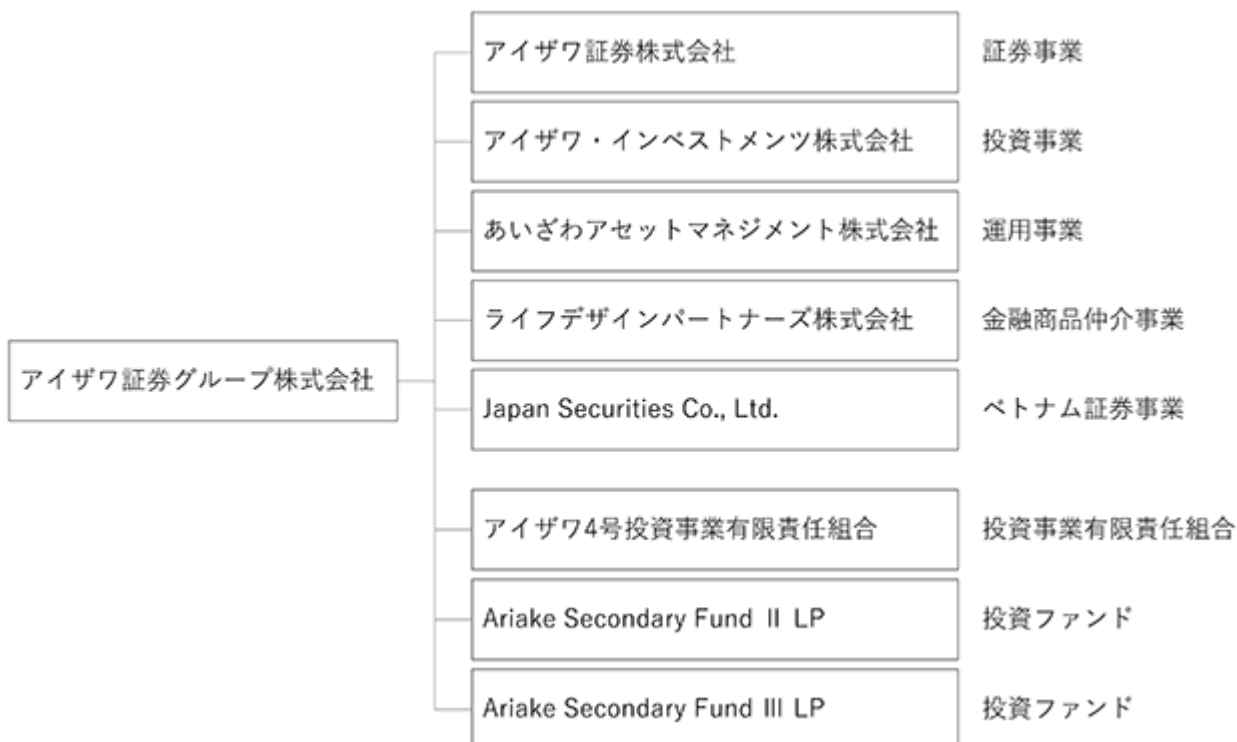 アイザワ証券株式会社 証券事業
アイザワ・インベストメンツ株式会社 投資事業
あいざわアセットマネジメント株式会社 運用事業
ライフデザインパートナーズ株式会社 金融商品仲介事業
アイザワ証券グループ株式会社
Japan Securities Co., Ltd. ベトナム証券事業
アイザワ4号投資事業有限責任組合 投資事業有限責任組合
Ariake Secondary Fund Ⅱ LP 投資ファンド
Ariake Secondary Fund Ⅲ LP 投資ファンド